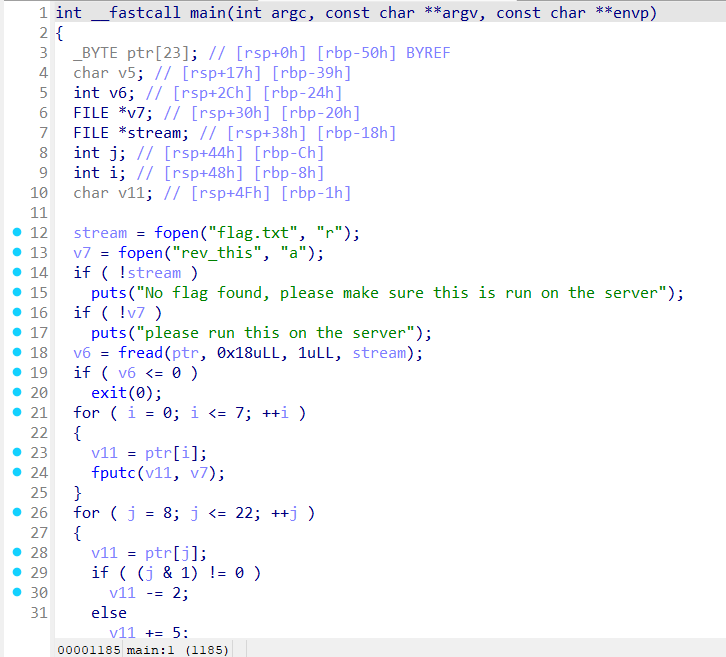 1 int __fastcall main(int argc, const char **argv, const char **envp)
2 {
3 _BYTE ptr[23]; // [rsp+0h] [rbp-50h] BYREF
4 char v5; // [rsp+17h] [rbp-39h]
5 int v6; // [rsp+2Ch] [rbp-24h]
6 FILE *v7; // [rsp+30h] [rbp-20h]
7 FILE *stream; // [rsp+38h] [rbp-18h]
8 int j; // [rsp+44h] [rbp-Ch]
9 int i; // [rsp+48h] [rbp-8h]
10 char v11; // [rsp+4Fh] [rbp-1h]
11
12 stream = fopen("flag.txt", "r");
13 v7 = fopen("rev_this", "a");
14 if ( !stream )
15 puts("No flag found, please make sure this is run on the server");
16 if ( !v7 )
17 puts("please run this on the server");
18 v6 = fread(ptr, 0x18uLL, 1uLL, stream);
19 if ( v6 <= 0 )
20 exit(0);
21 for ( i = 0; i <= 7; ++i )
22 {
23 v11 = ptr[i];
24 fputc(v11, v7);
25 }
26 for ( j = 8; j <= 22; ++j )
27 {
28 v11 = ptr[j];
29 if ( (j & 1) != 0 )
30 v11 -= 2;
31 else
v11 += 5;
00001185 main:1 (1185)